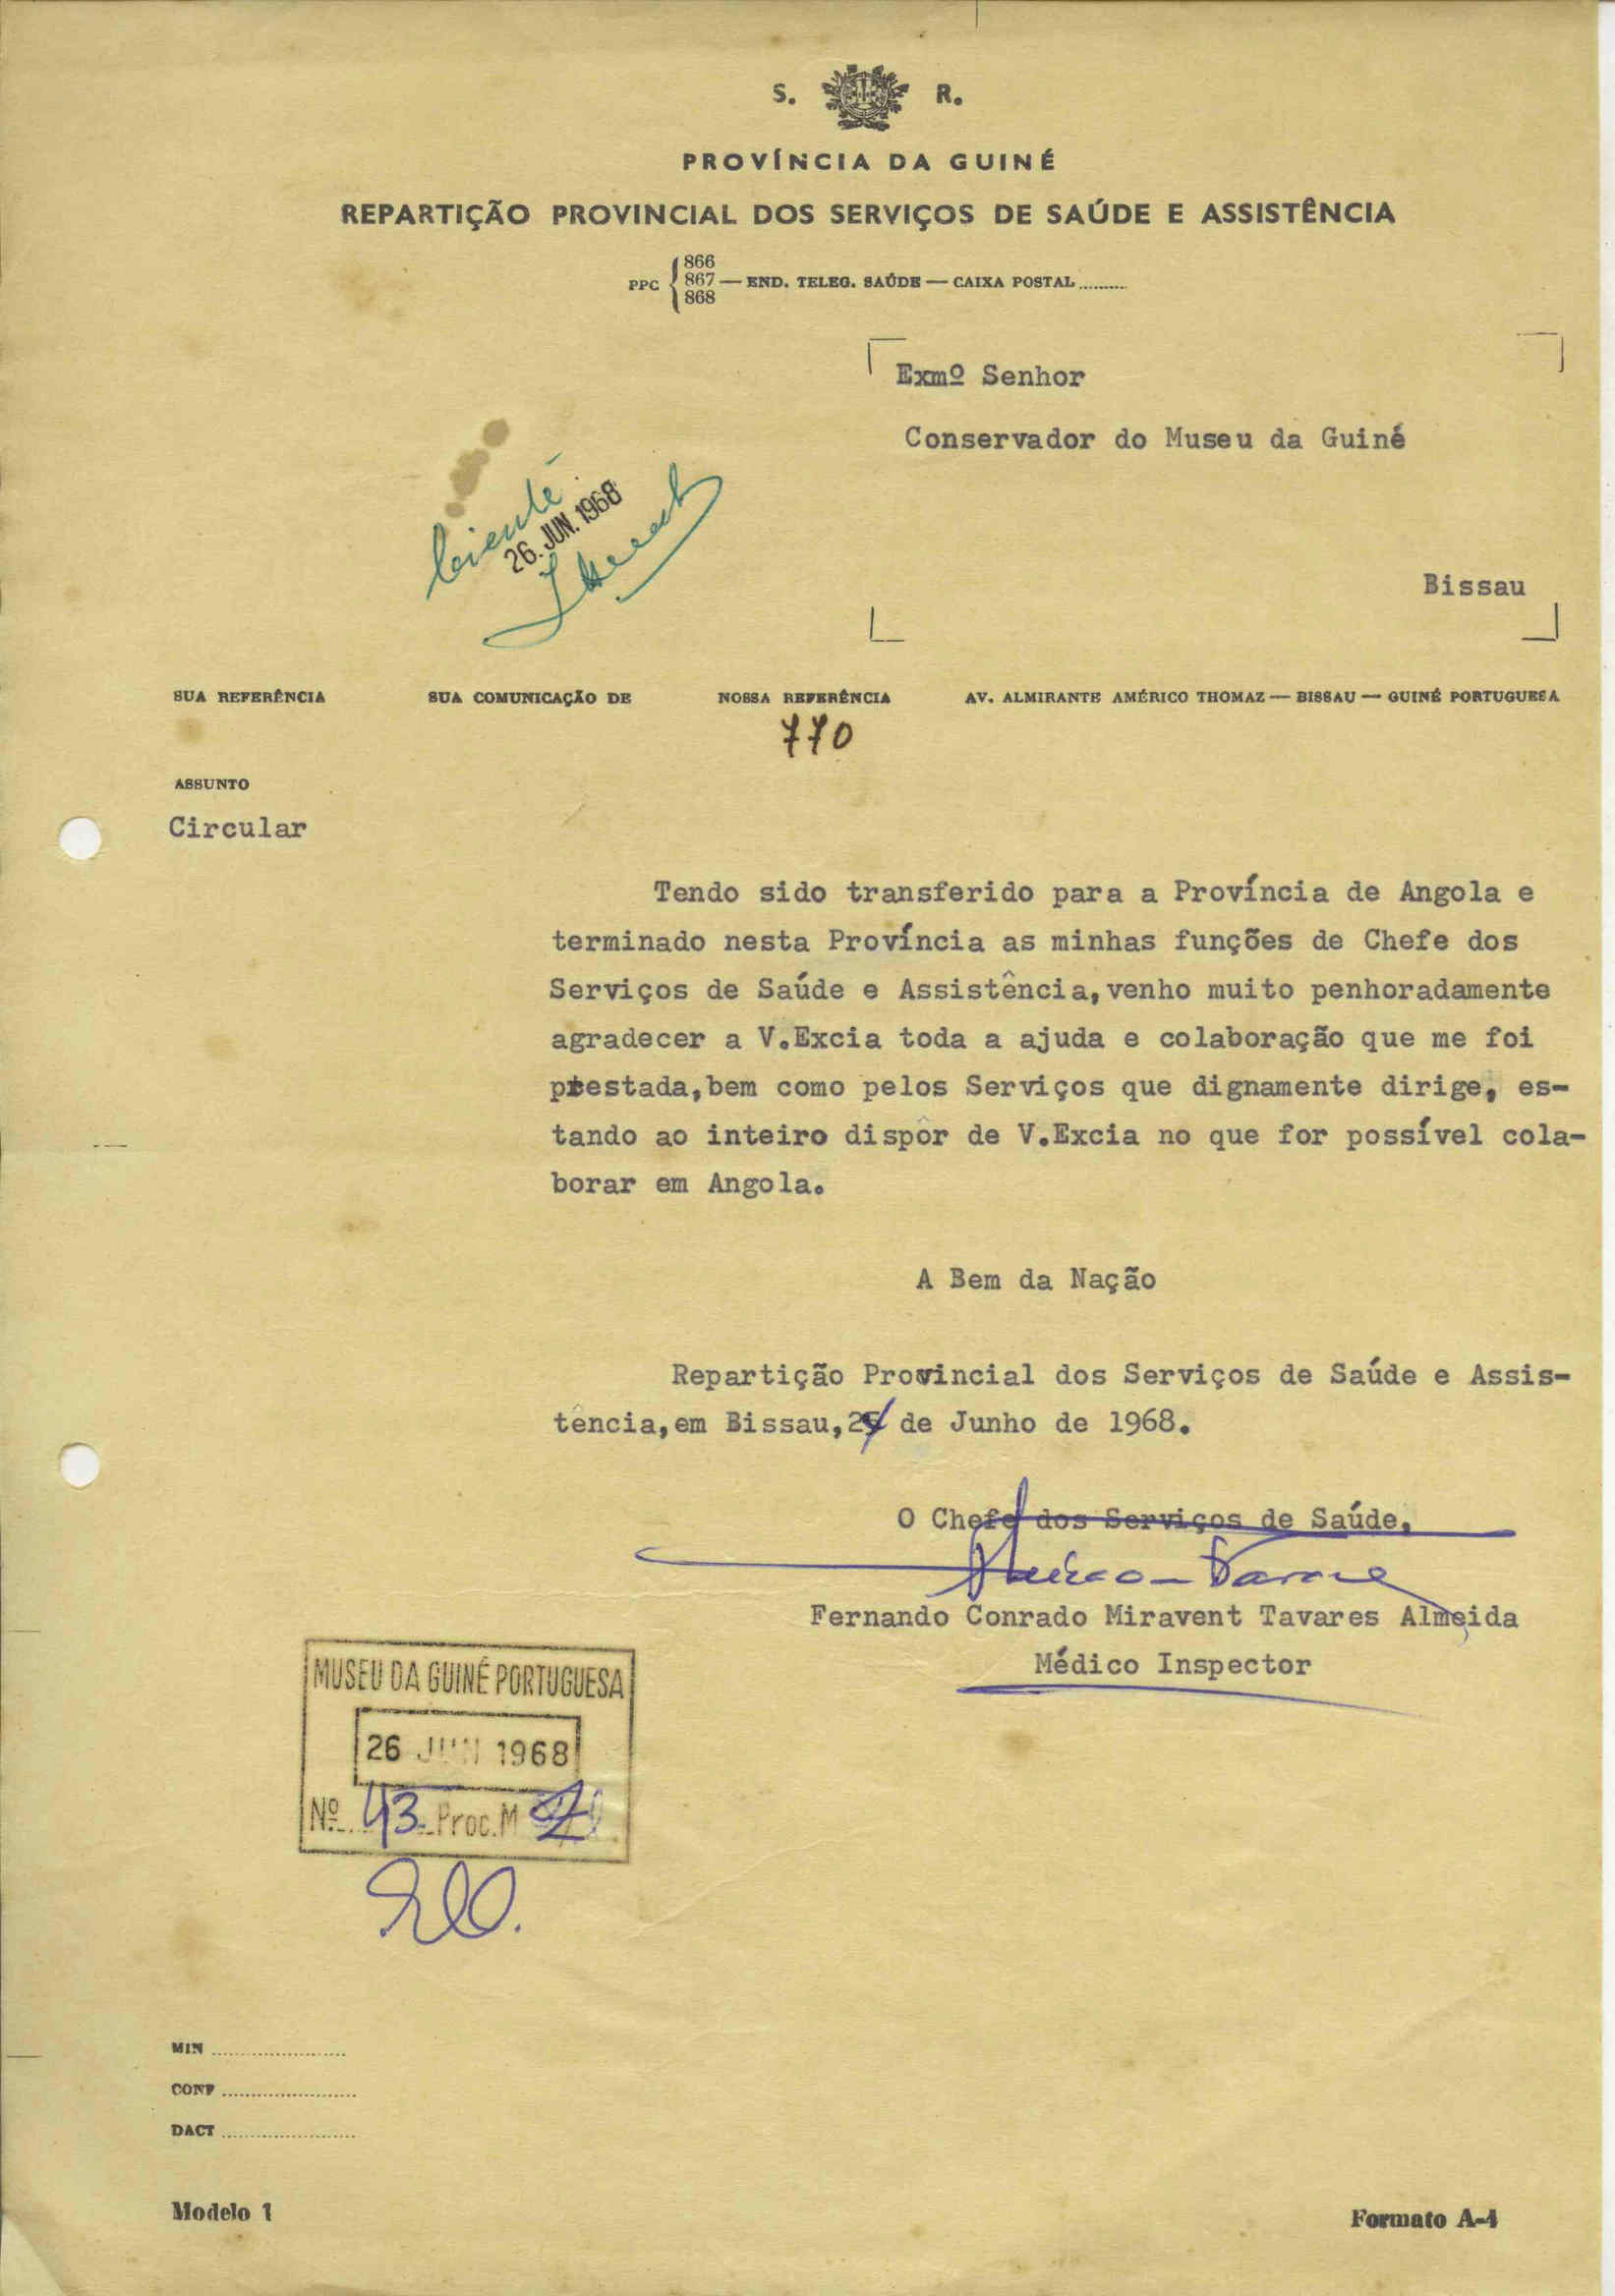 S. R.
PROVÍNCIA DA GUINÉ
REPARTIÇÃO PROVINCIAL DOS SERVIÇOS DE SAÚDE E ASSISTÊNCIA
866
PPC 867 — END. TELEG. SAÚDE — CAIXA POSTAL ..........
868
Exmº Senhor
Conservador do Museu da Guiné
Ciente
26. JUN. 1968
Bissau
SUA REFERÊNCIA SUA COMUNICAÇÃO DE NOSSA REFERÊNCIA AV. ALMIRANTE AMÉRICO THOMAZ — BISSAU — GUINÉ PORTUGUESA
770
ASSUNTO
Circular
Tendo sido transferido para a Província de Angola e
terminado nesta Província as minhas funções de Chefe dos
Serviços de Saúde e Assistência, venho muito penhoradamente
agradecer a V.Excia toda a ajuda e colaboração que me foi
prestada, bem como pelos Serviços que dignamente dirige, es-
tando ao inteiro dispôr de V.Excia no que for possível cola-
borar em Angola.
A Bem da Nação
Repartição Provincial dos Serviços de Saúde e Assis-
tência, em Bissau, de Junho de 1968.
O Chefe dos Serviços de Saúde,
Fernando Conrado Miravent Tavares Almeida
Médico Inspector
MUSEU DA GUINÉ PORTUGUESA
26 JUN 1968
Nº 43 Proc. M
MIN ......................
CONF ......................
DACT ......................
Modelo 1 Formato A-4